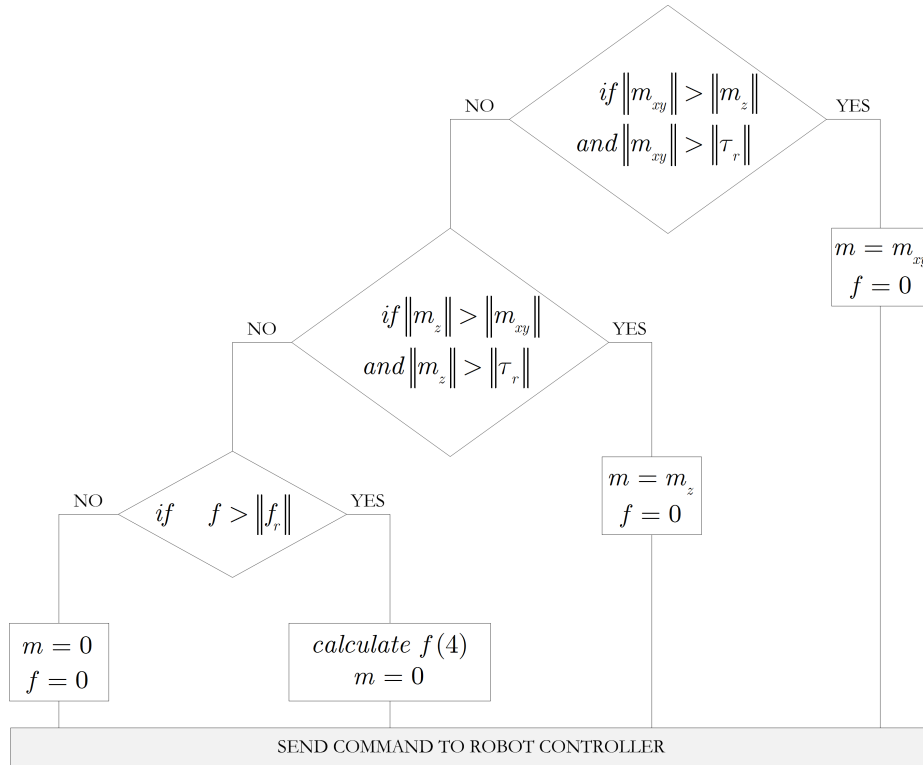 if ‖m_xy‖ > ‖m_z‖
and ‖m_xy‖ > ‖τ_r‖
NO
YES
m = m_xy
f = 0
if ‖m_z‖ > ‖m_xy‖
and ‖m_z‖ > ‖τ_r‖
NO
YES
m = m_z
f = 0
if f > ‖f_r‖
NO
YES
m = 0
f = 0
calculate f (4)
m = 0
SEND COMMAND TO ROBOT CONTROLLER